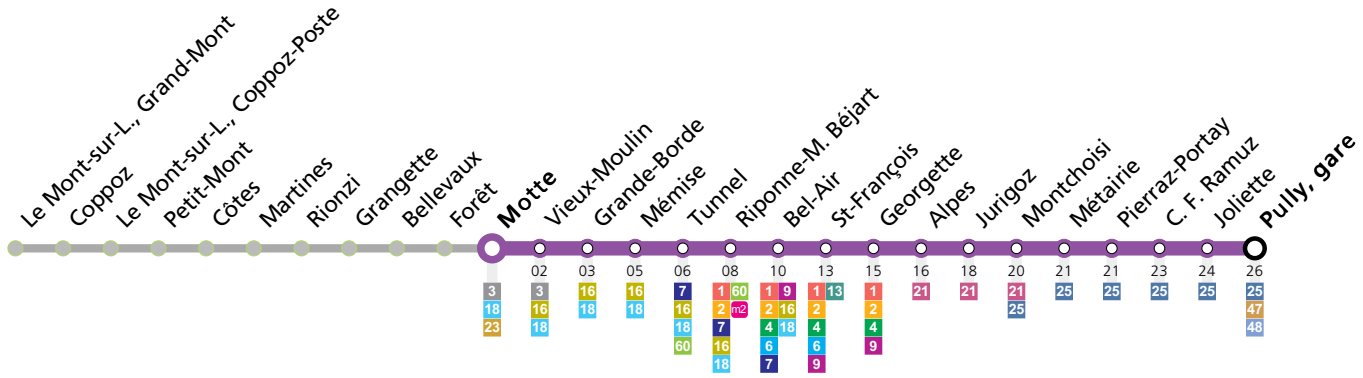 Le Mont-sur-L., Grand-Mont
Coppoz
Le Mont-sur-L., Coppoz-Poste
Petit-Mont
Côtes
Martines
Rionzi
Grangette
Bellevaux
Forêt
Motte
Vieux-Moulin
Grande-Borde
Mémise
Tunnel
Riponne-M. Béjart
Bel-Air
St-François
Georgette
Alpes
Jurigoz
Montchoisi
Métairie
Pierraz-Portay
C. F. Ramuz
Joliette
Pully, gare
02 03 05 06 08 10 13 15 16 18 20 21 21 23 24 26
3 3 16 16 7 1 60 1 9 1 13 1 21 21 21 25 25 25 25 25
18 16 18 18 16 2 m2 2 16 2 2 25 47
23 18 18 7 4 18 4 4 48
60 16 6 6 9
18 7 9